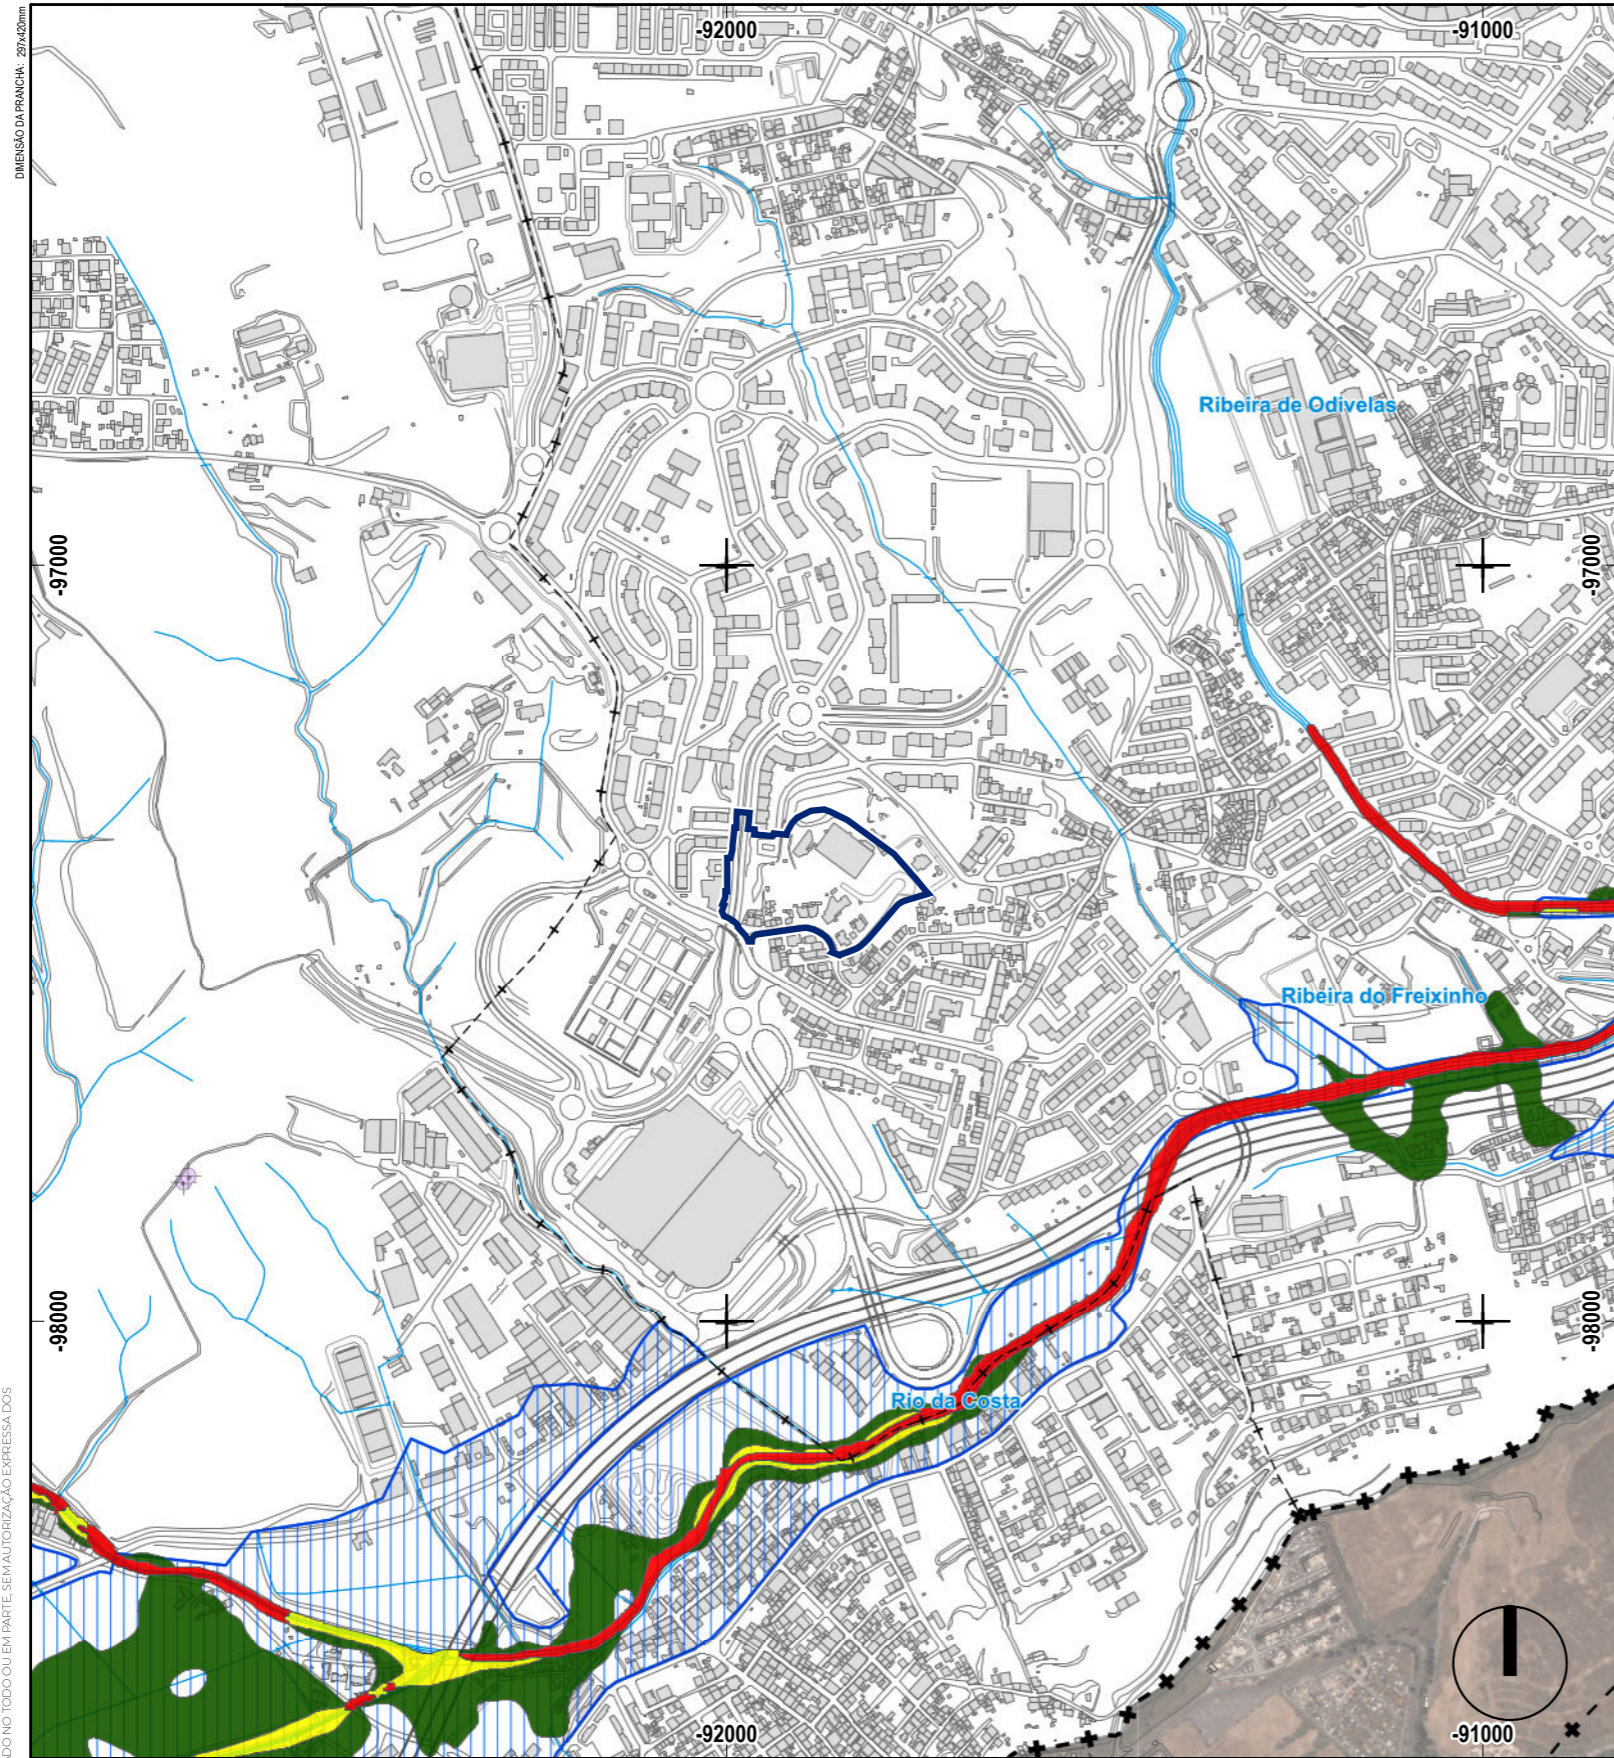 DIMENSÃO DA PRANCHA: 297x420mm
-92000
-91000
Ribeira de Odivelas
-97000
-97000
Ribeira do Freixinho
-98000
-98000
Rio da Costa
DO NO TODO OU EM PARTE, SEM AUTORIZAÇÃO EXPRESSA DOS
-92000
-91000